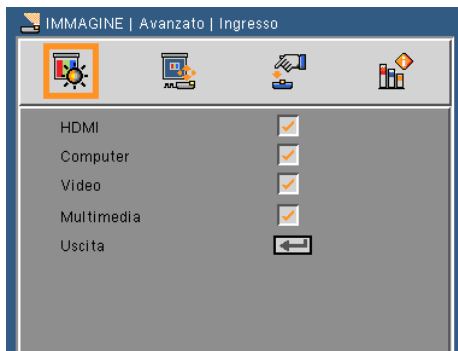 IMMAGINE | Avanzato | Ingresso
HDMI
Computer
Video
Multimedia
Uscita